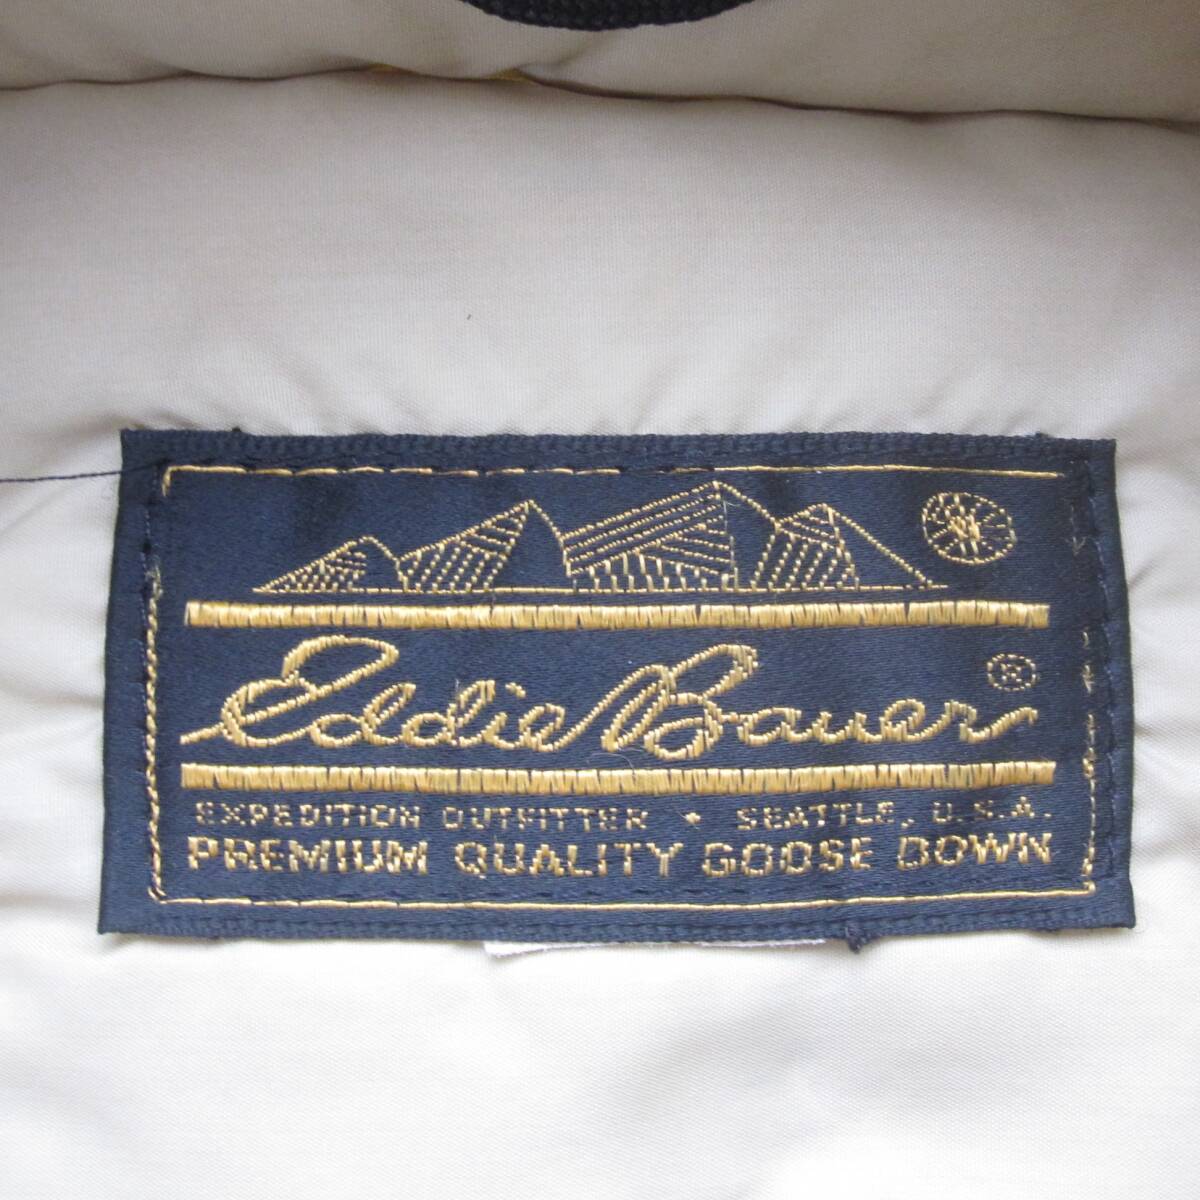 Eddie Bauer ®
EXPEDITION OUTFITTER • SEATTLE, U.S.A.
PREMIUM QUALITY GOOSE DOWN